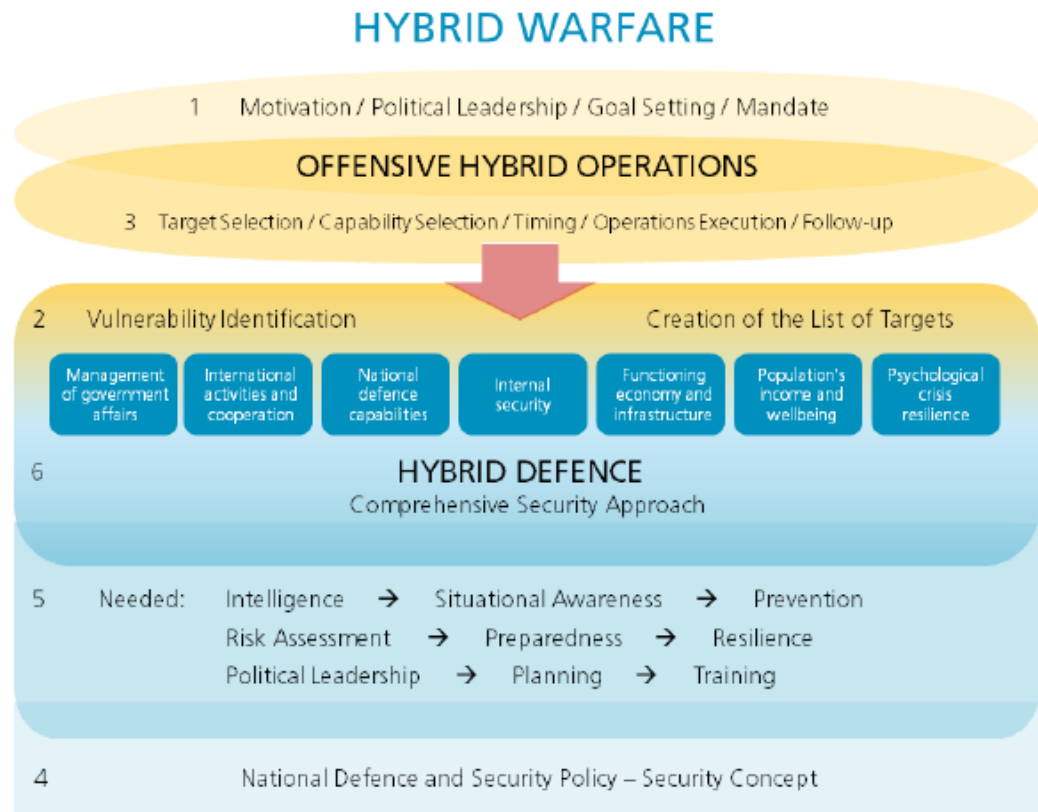 HYBRID WARFARE
1 Motivation / Political Leadership / Goal Setting / Mandate
OFFENSIVE HYBRID OPERATIONS
3 Target Selection / Capability Selection / Timing / Operations Execution / Follow-up
2 Vulnerability Identification Creation of the List of Targets
Management
of government
affairs
International
activities and
cooperation
National
defence
capabilities
Internal
security
Functioning
economy and
infrastructure
Population's
income and
wellbeing
Psychological
crisis
resilience
6 HYBRID DEFENCE
Comprehensive Security Approach
5 Needed: Intelligence → Situational Awareness → Prevention
Risk Assessment → Preparedness → Resilience
Political Leadership → Planning → Training
4 National Defence and Security Policy – Security Concept